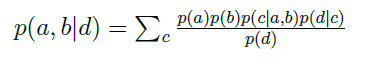 p(a, b|d) = ∑_c p(a)p(b)p(c|a,b)p(d|c) / p(d)